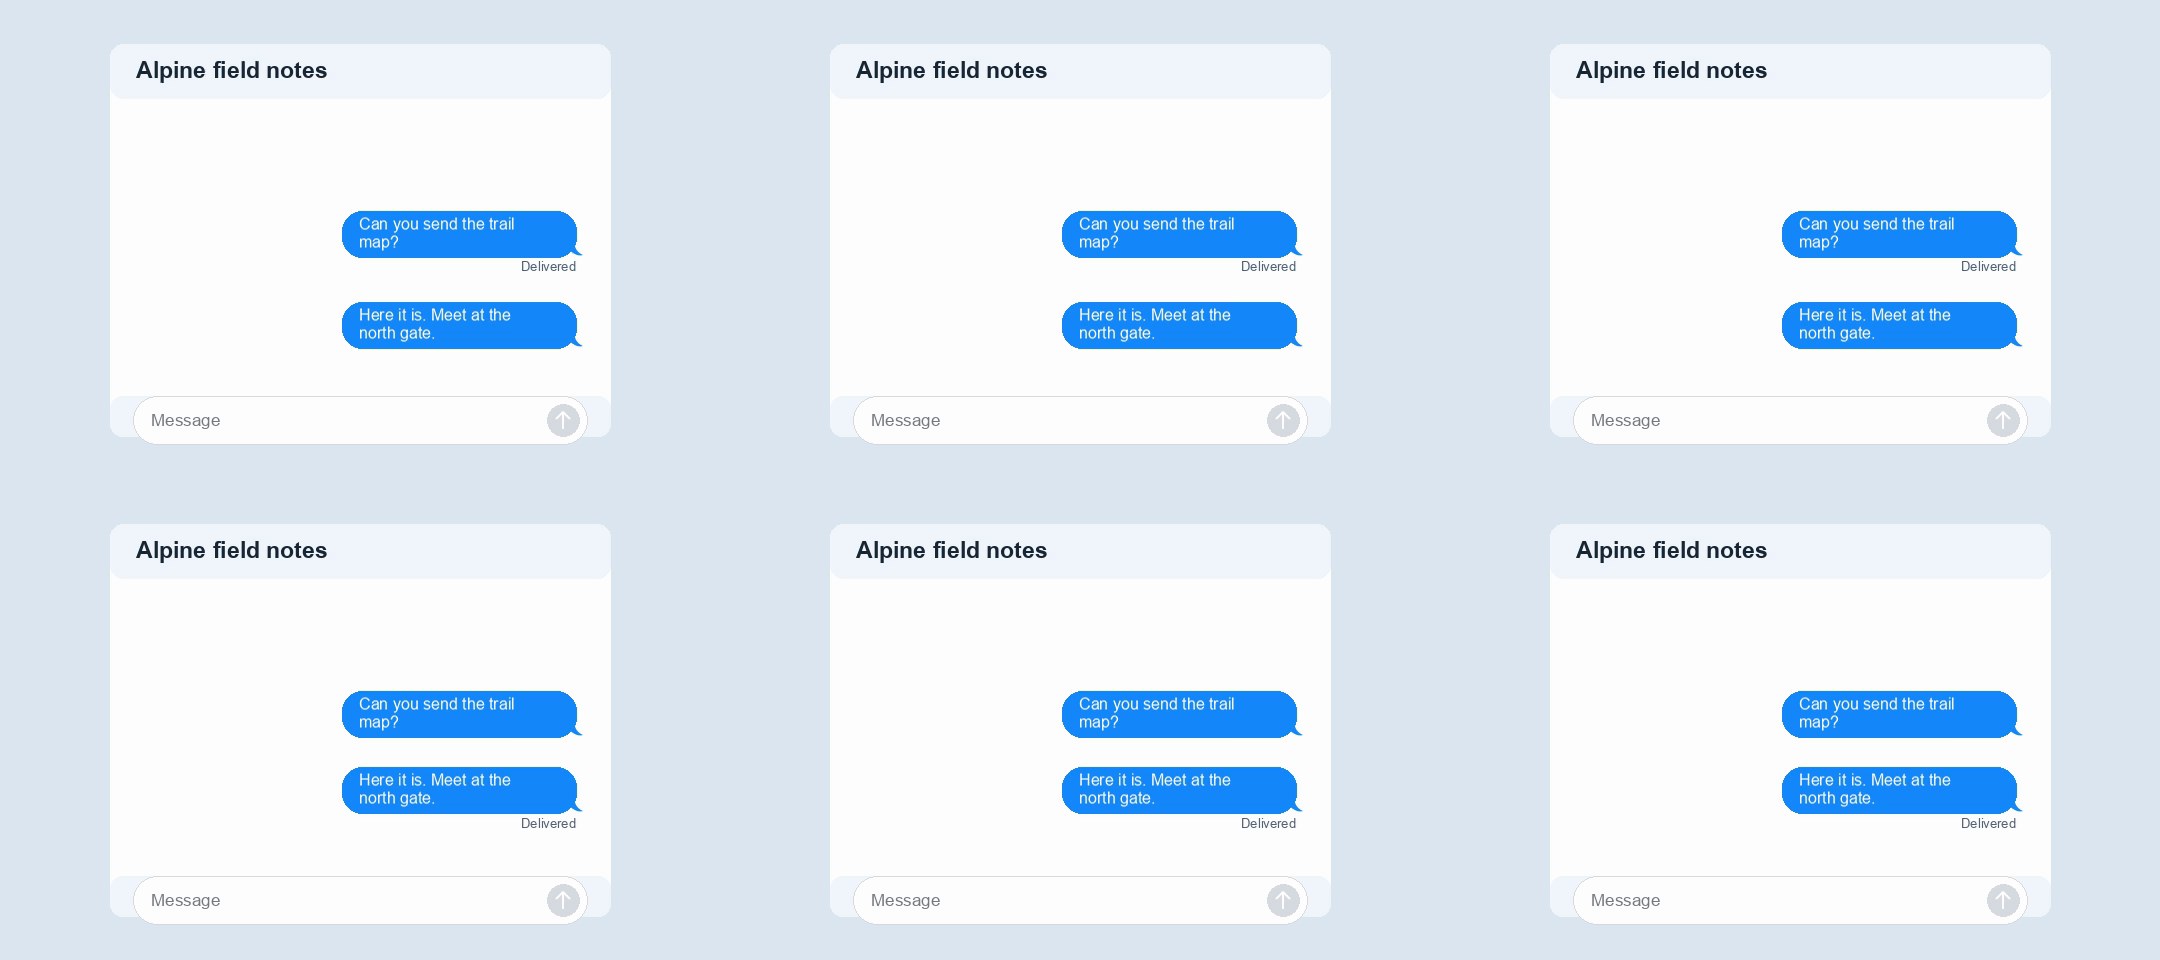 Alpine field notes
Can you send the trail
map?
Delivered
Here it is. Meet at the
north gate.
Message
Alpine field notes
Can you send the trail
map?
Delivered
Here it is. Meet at the
north gate.
Message
Alpine field notes
Can you send the trail
map?
Delivered
Here it is. Meet at the
north gate.
Message
Alpine field notes
Can you send the trail
map?
Here it is. Meet at the
north gate.
Delivered
Message
Alpine field notes
Can you send the trail
map?
Here it is. Meet at the
north gate.
Delivered
Message
Alpine field notes
Can you send the trail
map?
Here it is. Meet at the
north gate.
Delivered
Message